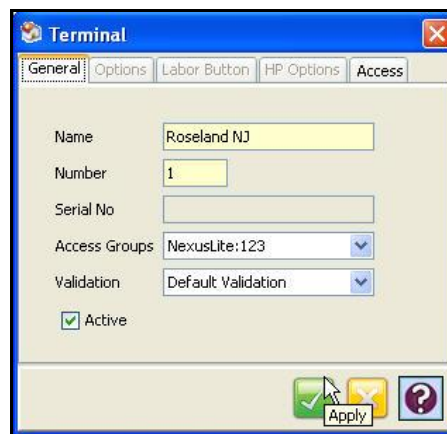 Terminal
General Options Labor Button HP Options Access
Name Roseland NJ
Number 1
Serial No
Access Groups NexusLite:123
Validation Default Validation
Active
Apply